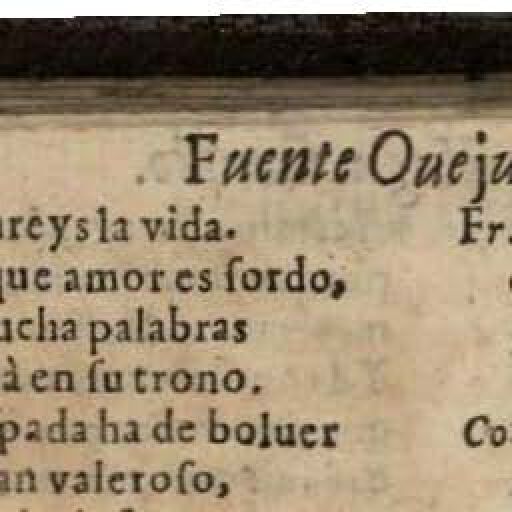 Fuente Oueju
areys la vida.
que amor es ſordo,
ucha palabras
à en ſu trono.
pada ha de boluer
an valeroſo,
Fr.
Co